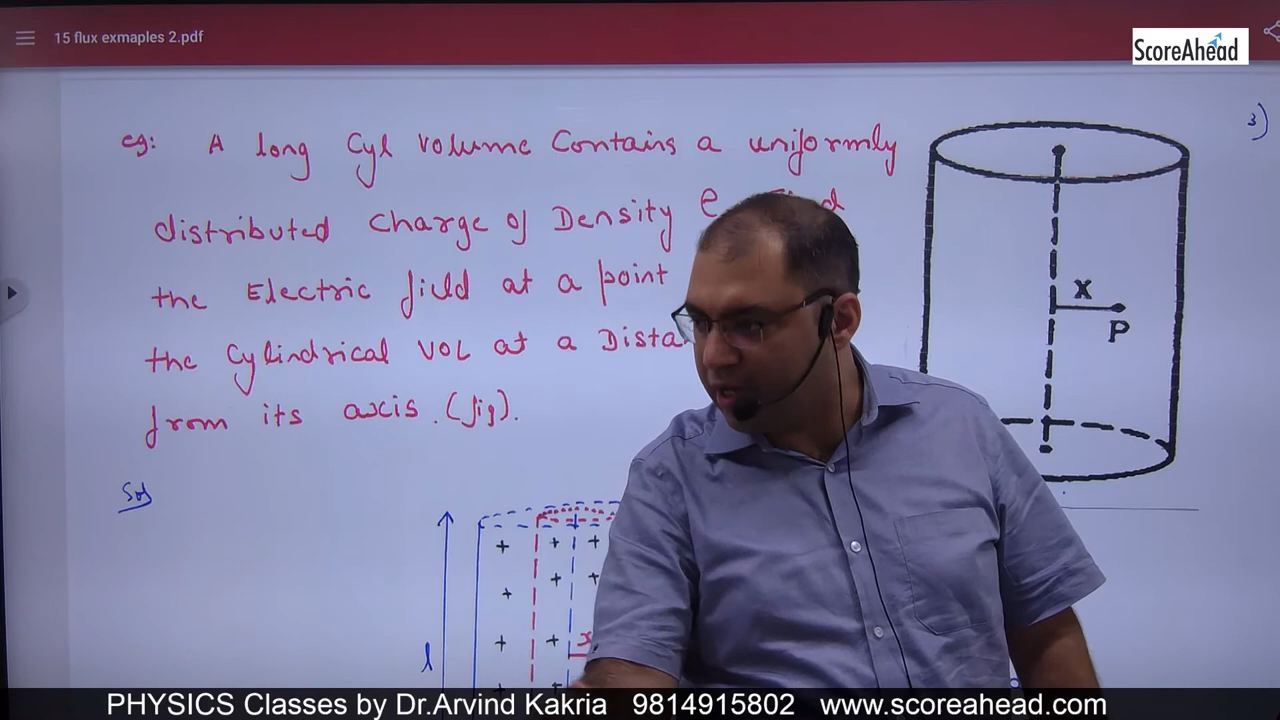 15 flux exmaples 2.pdf
ScoreAhead
3)
eg: A long Cyl volume Contains a uniformly
distributed Charge of Density ρ
the Electric field at a point
the Cylindrical VOL at a
from its axis. (fig).
X
P
Sol
l
x
PHYSICS Classes by Dr.Arvind Kakria 9814915802 www.scoreahead.com